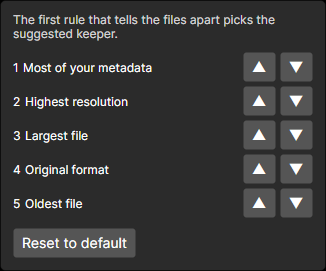 The first rule that tells the files apart picks the
suggested keeper.
1 Most of your metadata
2 Highest resolution
3 Largest file
4 Original format
5 Oldest file
Reset to default